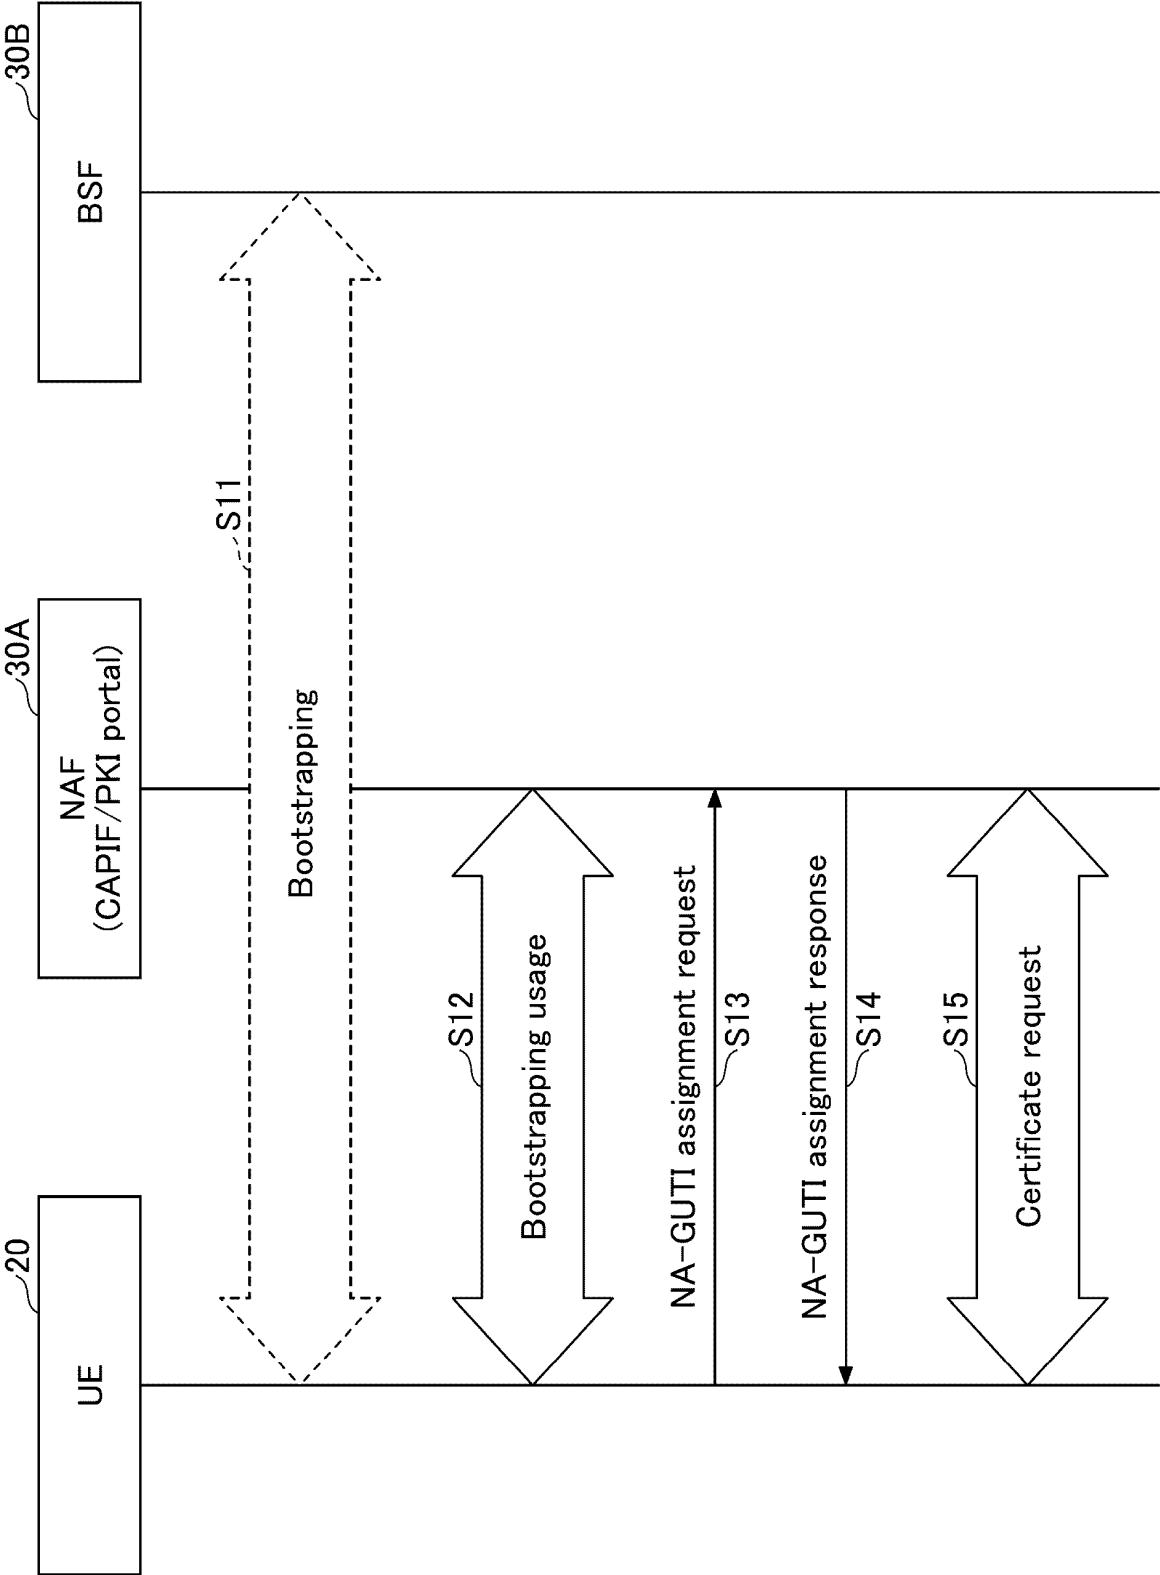 20
UE
30A
NAF
(CAPIF/PKI portal)
30B
BSF
S11
Bootstrapping
S12
Bootstrapping usage
NA-GUTI assignment request
S13
NA-GUTI assignment response
S14
S15
Certificate request